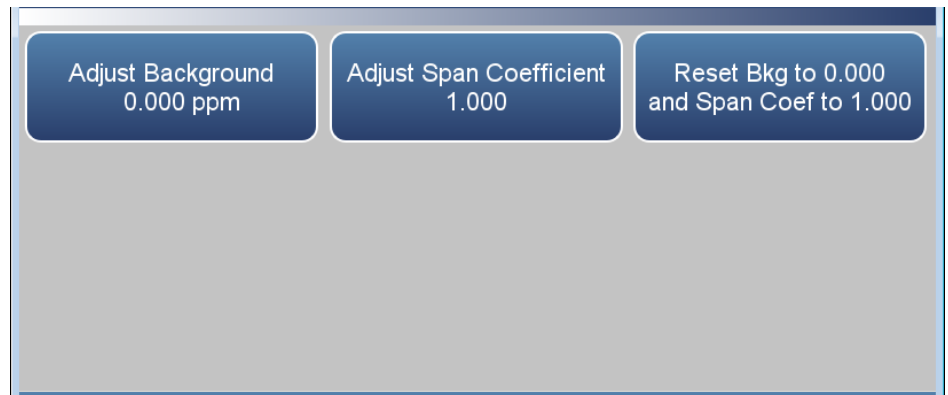 Adjust Background
0.000 ppm
Adjust Span Coefficient
1.000
Reset Bkg to 0.000
and Span Coef to 1.000